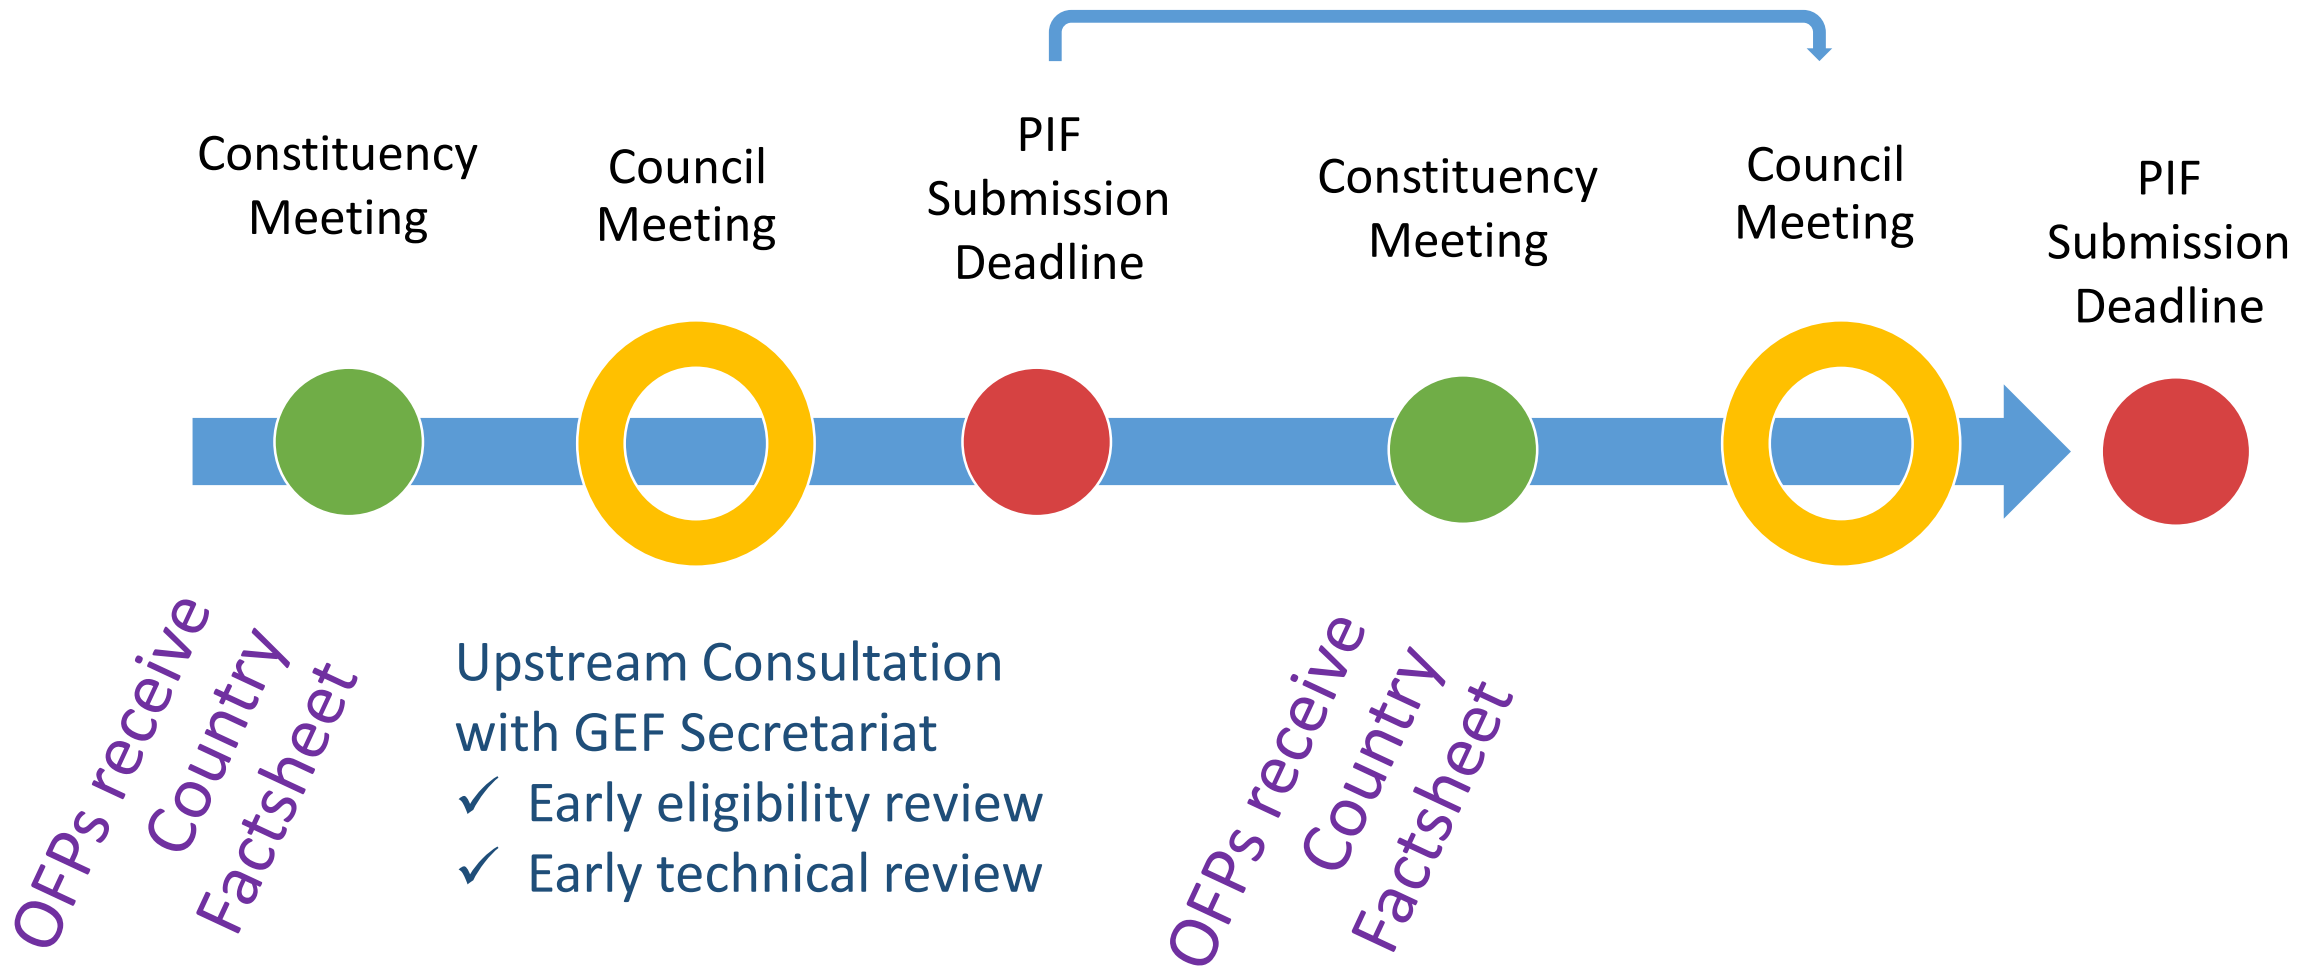 Constituency
Meeting
Council
Meeting
PIF
Submission
Deadline
Constituency
Meeting
Council
Meeting
PIF
Submission
Deadline
OFPs receive
Country
Factsheet
Upstream Consultation
with GEF Secretariat
✓ Early eligibility review
✓ Early technical review
OFPs receive
Country
Factsheet